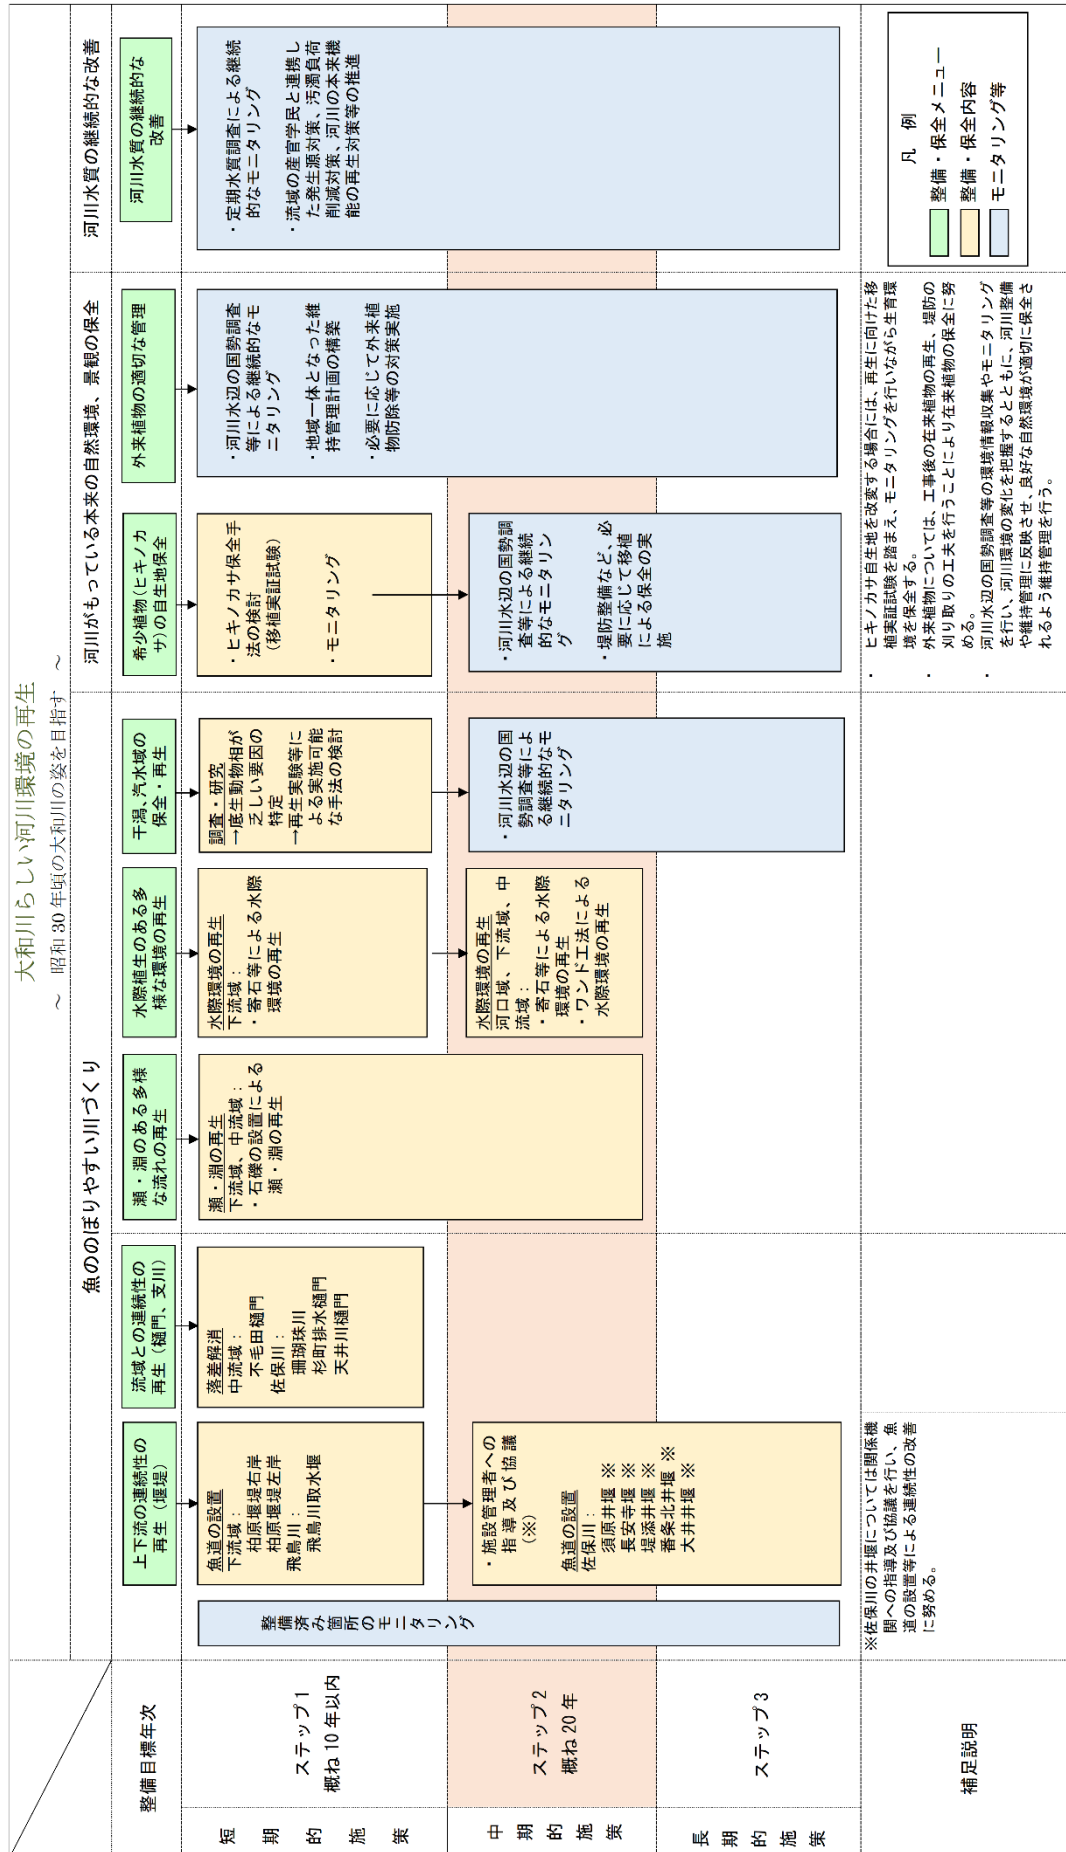 大和川らしい河川環境の再生
～ 昭和30年頃の大和川の姿を目指す ～
整備目標年次
魚ののぼりやすい川づくり
河川がもっている本来の自然環境、景観の保全
河川水質の継続的な改善
上下流の連続性の
再生（堰堤）
流域との連続性の
再生（樋門、支川）
瀬・淵のある多様
な流れの再生
水際植生のある多
様な環境の再生
干潟、汽水域の
保全・再生
希少植物（ヒキノカ
サ）の自生地保全
外来植物の適切な管理
河川水質の継続的な
改善
短期的施策
ステップ1
概ね10年以内
整備済み箇所のモニタリング
魚道の設置
下流域：
柏原堰堤右岸
柏原堰堤左岸
飛鳥川：
飛鳥川取水堰
落差解消
中流域：
不毛田樋門
佐保川：
珊瑚珠川
杉町排水樋門
天井川樋門
瀬・淵の再生
下流域、中流域：
・石礫の設置による
瀬・淵の再生
水際環境の再生
下流域：
・寄石等による水際
環境の再生
調査・研究
→底生動物相が
乏しい要因の
特定
→再生実験等に
よる実施可能
な手法の検討
・ヒキノカサ保全手
法の検討
（移植実証試験）
・モニタリング
・河川水辺の国勢調査
等による継続的なモ
ニタリング
・地域一体となった維
持管理計画の構築
・必要に応じて外来植
物防除等の対策実施
・定期水質調査による継続
的なモニタリング
・流域の産官学民と連携し
た発生源対策、汚濁負荷
削減対策、河川の本来機
能の再生対策等の推進
中期的施策
ステップ2
概ね20年
・施設管理者への
指導及び協議
（※）
魚道の設置
佐保川：
須原井堰 ※
長安寺堰 ※
堤添井堰 ※
番条北井堰 ※
大井井堰 ※
水際環境の再生
河口域、下流域、中
流域：
・寄石等による水際
環境の再生
・ワンド工法による
水際環境の再生
・河川水辺の国
勢調査等によ
る継続的なモ
ニタリング
・河川水辺の国勢調
査等による継続
的なモニタリン
グ
・堤防整備など、必
要に応じて移植
による保全の実
施
長期的施策
ステップ3
補足説明
※佐保川の井堰については関係機
関への指導及び協議を行い、魚
道の設置等による連続性の改善
に努める。
・ヒキノカサ自生地を改変する場合には、再生に向けた移
植実証試験を踏まえ、モニタリングを行いながら生育環
境を保全する。
・外来植物については、工事後の在来植物の再生、堤防の
刈り取りの工夫を行うことにより在来植物の保全に努
める。
・河川水辺の国勢調査等の環境情報収集やモニタリング
を行い、河川環境の変化を把握するとともに、河川整備
や維持管理に反映させ、良好な自然環境が適切に保全さ
れるよう維持管理を行う。
凡 例
整備・保全メニュー
整備・保全内容
モニタリング等